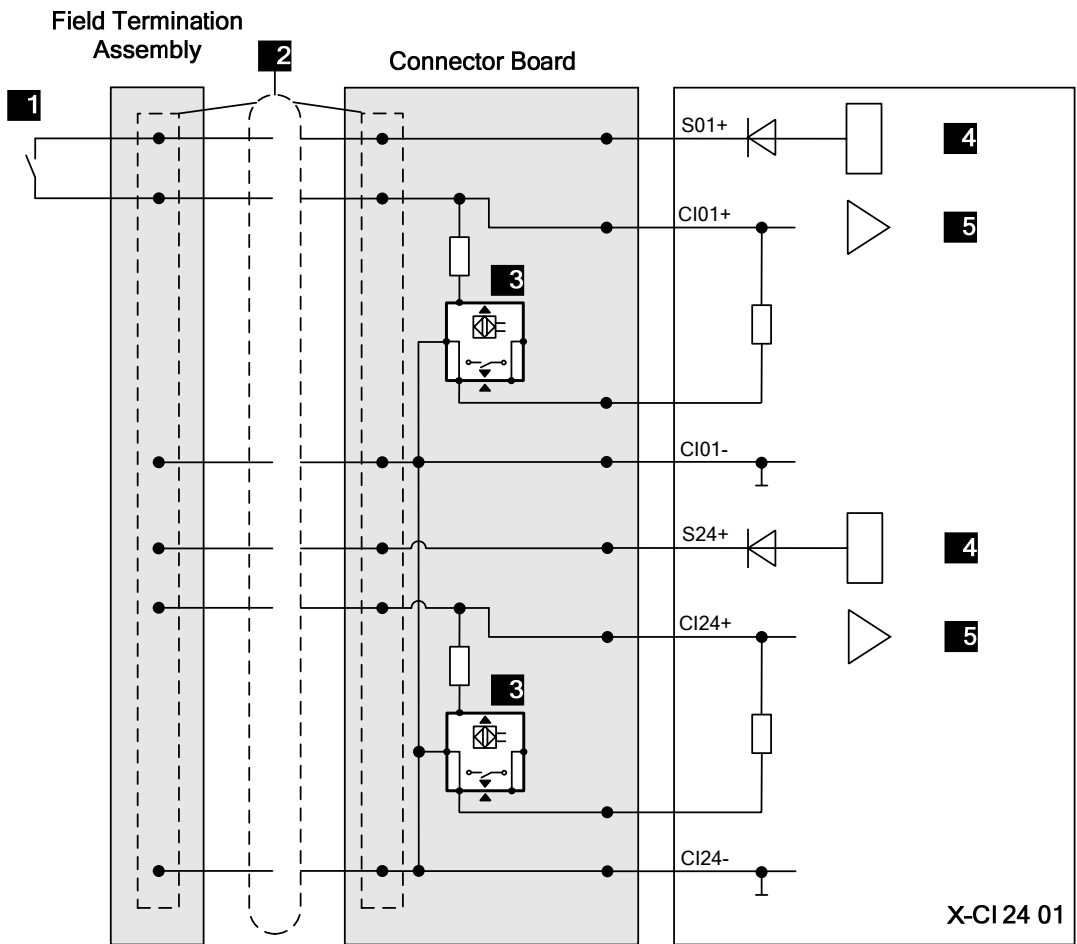 Field Termination
Assembly
2
Connector Board
1
S01+
4
CI01+
5
3
CI01-
S24+
4
CI24+
5
3
CI24-
X-CI 24 01